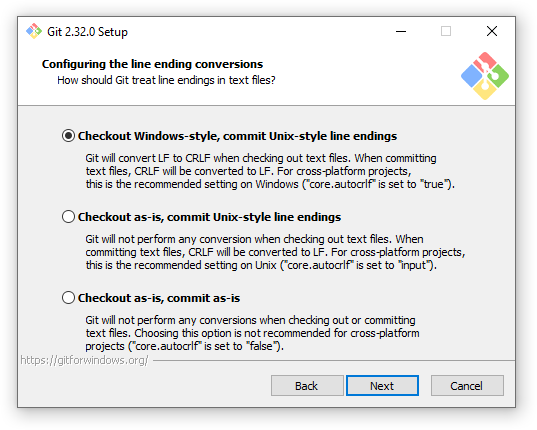 Git 2.32.0 Setup
Configuring the line ending conversions
How should Git treat line endings in text files?
Checkout Windows-style, commit Unix-style line endings
Git will convert LF to CRLF when checking out text files. When committing
text files, CRLF will be converted to LF. For cross-platform projects,
this is the recommended setting on Windows ("core.autocrlf" is set to "true").
Checkout as-is, commit Unix-style line endings
Git will not perform any conversion when checking out text files. When
committing text files, CRLF will be converted to LF. For cross-platform projects,
this is the recommended setting on Unix ("core.autocrlf" is set to "input").
Checkout as-is, commit as-is
Git will not perform any conversions when checking out or committing
text files. Choosing this option is not recommended for cross-platform
projects ("core.autocrlf" is set to "false").
https://gitforwindows.org/
Back Next Cancel